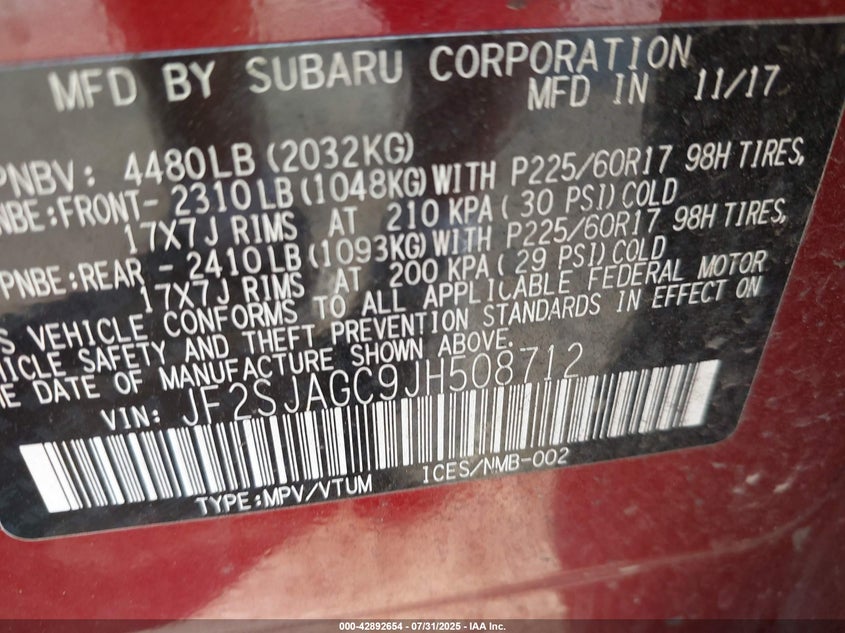 MFD BY SUBARU CORPORATION
MFD IN 11/17
PNBV: 4480LB (2032KG)
NBE:FRONT- 2310LB (1048KG) WITH P225/60R17 98H TIRES,
17X7J RIMS AT 210 KPA( 30 PSI) COLD
PNBE:REAR - 2410LB (1093KG) WITH P225/60R17 98H TIRES,
17X7J RIMS AT 200 KPA( 29 PSI) COLD
S VEHICLE CONFORMS TO ALL APPLICABLE FEDERAL MOTOR
HICLE SAFETY AND THEFT PREVENTION STANDARDS IN EFFECT ON
E DATE OF MANUFACTURE SHOWN ABOVE.
VIN: JF2SJAGC9JH508712
TYPE:MPV/VTUM ICES/NMB-002
000-42892654 - 07/31/2025 - IAA Inc.